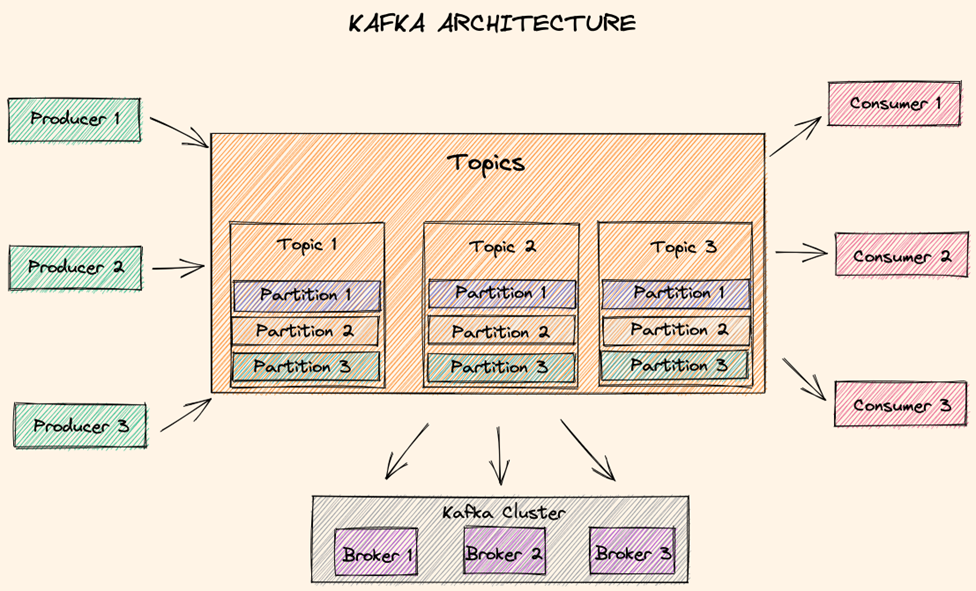 KAFKA ARCHITECTURE
Producer 1
Producer 2
Producer 3
Topics
Topic 1
Partition 1
Partition 2
Partition 3
Topic 2
Partition 1
Partition 2
Partition 3
Topic 3
Partition 1
Partition 2
Partition 3
Consumer 1
Consumer 2
Consumer 3
Kafka Cluster
Broker 1
Broker 2
Broker 3